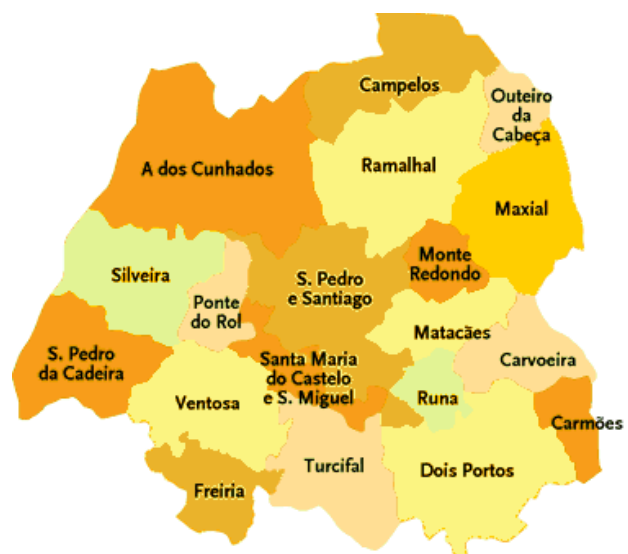 Campelos
Outeiro
da
Cabeça
A dos Cunhados
Ramalhal
Maxial
Silveira
Ponte
do Rol
S. Pedro
e Santiago
Monte
Redondo
Matacães
S. Pedro
da Cadeira
Santa Maria
do Castelo
e S. Miguel
Carvoeira
Ventosa
Runa
Carmões
Turcifal
Dois Portos
Freiria